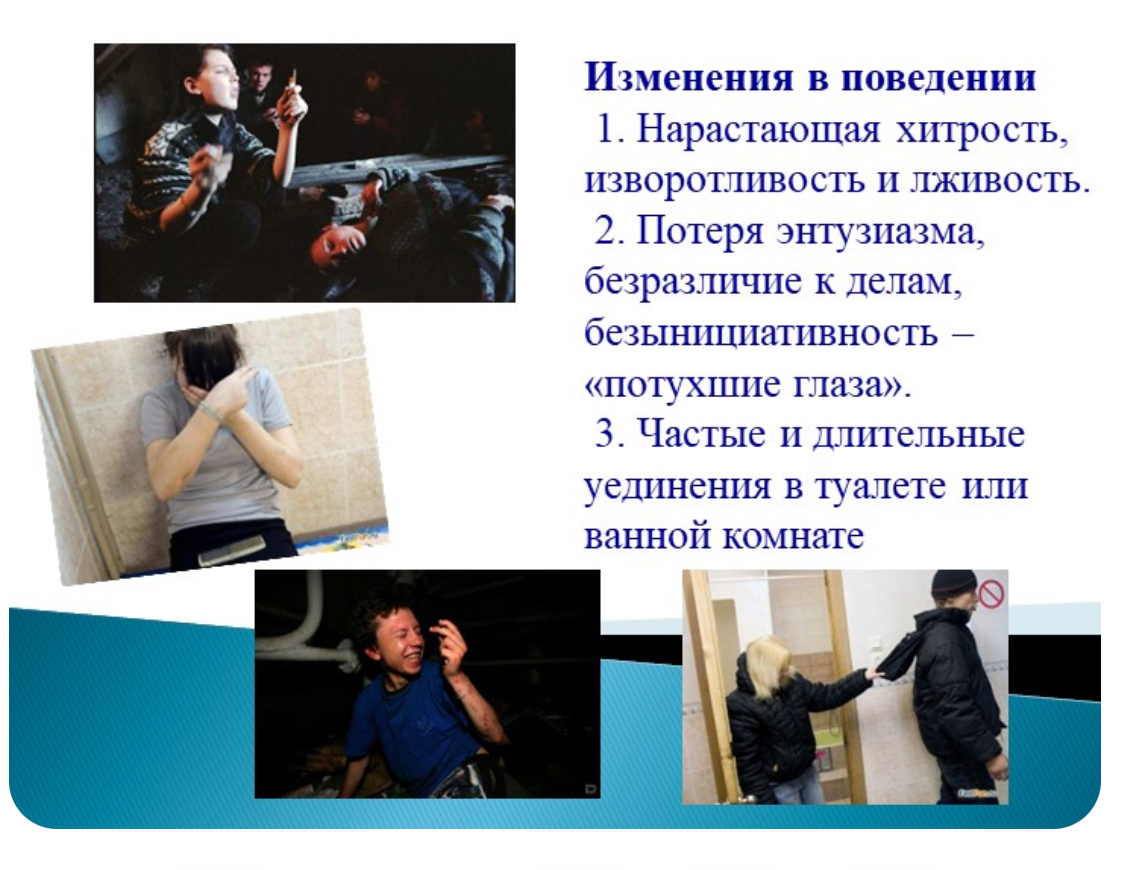 Изменения в поведении
1. Нарастающая хитрость,
изворотливость и лживость.
2. Потеря энтузиазма,
безразличие к делам,
безынициативность –
«потухшие глаза».
3. Частые и длительные
уединения в туалете или
ванной комнате